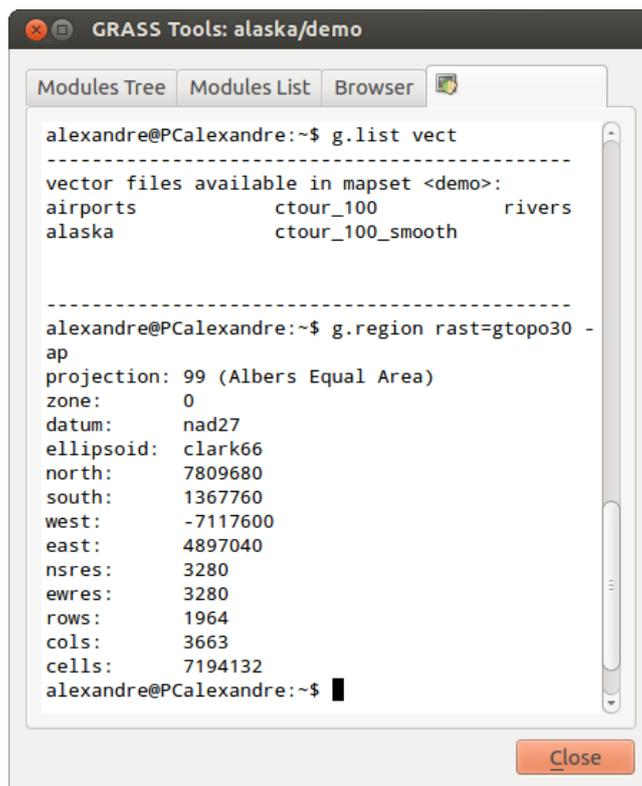 GRASS Tools: alaska/demo
Modules Tree Modules List Browser
alexandre@PCalexandre:~$ g.list vect
----------------------------------------------
vector files available in mapset <demo>:
airports ctour_100 rivers
alaska ctour_100_smooth
----------------------------------------------
alexandre@PCalexandre:~$ g.region rast=gtopo30 -
ap
projection: 99 (Albers Equal Area)
zone: 0
datum: nad27
ellipsoid: clark66
north: 7809680
south: 1367760
west: -7117600
east: 4897040
nsres: 3280
ewres: 3280
rows: 1964
cols: 3663
cells: 7194132
alexandre@PCalexandre:~$
Close